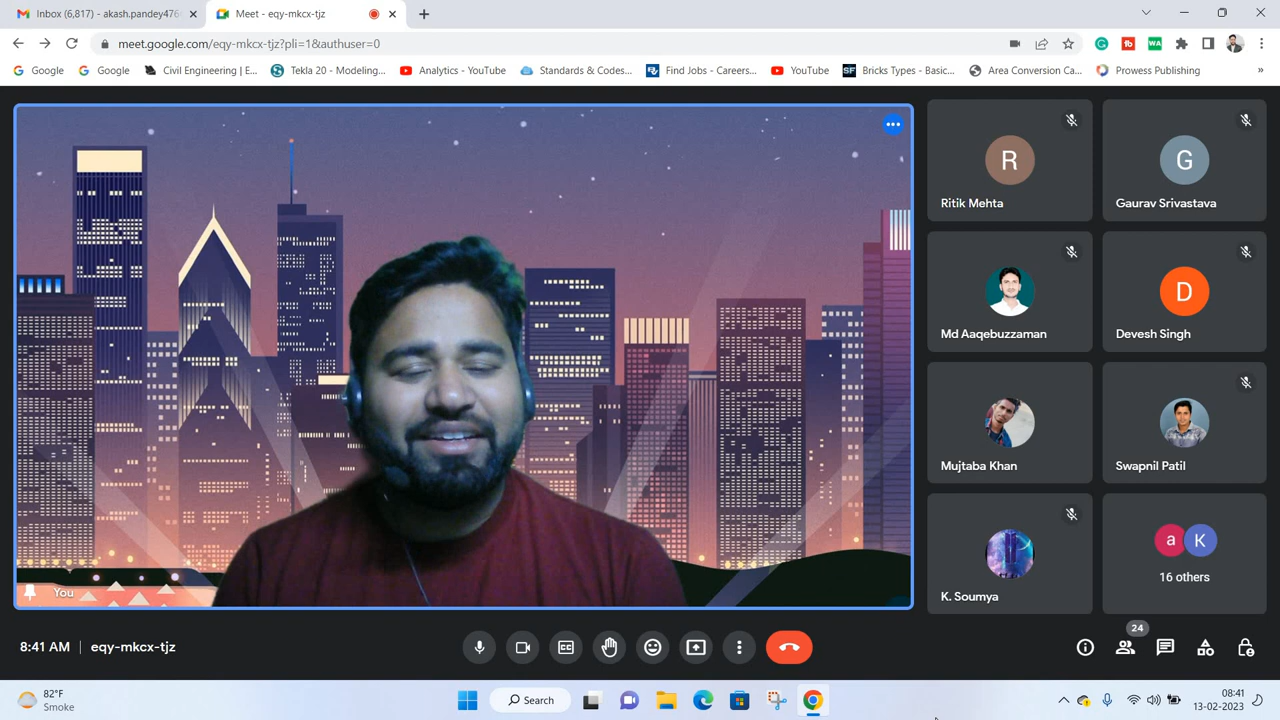 Inbox (6,817) - akash.pandey476
Meet - eqy-mkcx-tjz
meet.google.com/eqy-mkcx-tjz?pli=1&authuser=0
Google
Google
Civil Engineering | E...
Tekla 20 - Modeling...
Analytics - YouTube
Standards & Codes...
Find Jobs - Careers...
YouTube
SF
Bricks Types - Basic...
Area Conversion Ca...
Prowess Publishing
»
R
Ritik Mehta
G
Gaurav Srivastava
Md Aaqebuzzaman
D
Devesh Singh
Mujtaba Khan
Swapnil Patil
K. Soumya
a K
16 others
You
8:41 AM | eqy-mkcx-tjz
CC
24
82°F
Smoke
Search
08:41
13-02-2023